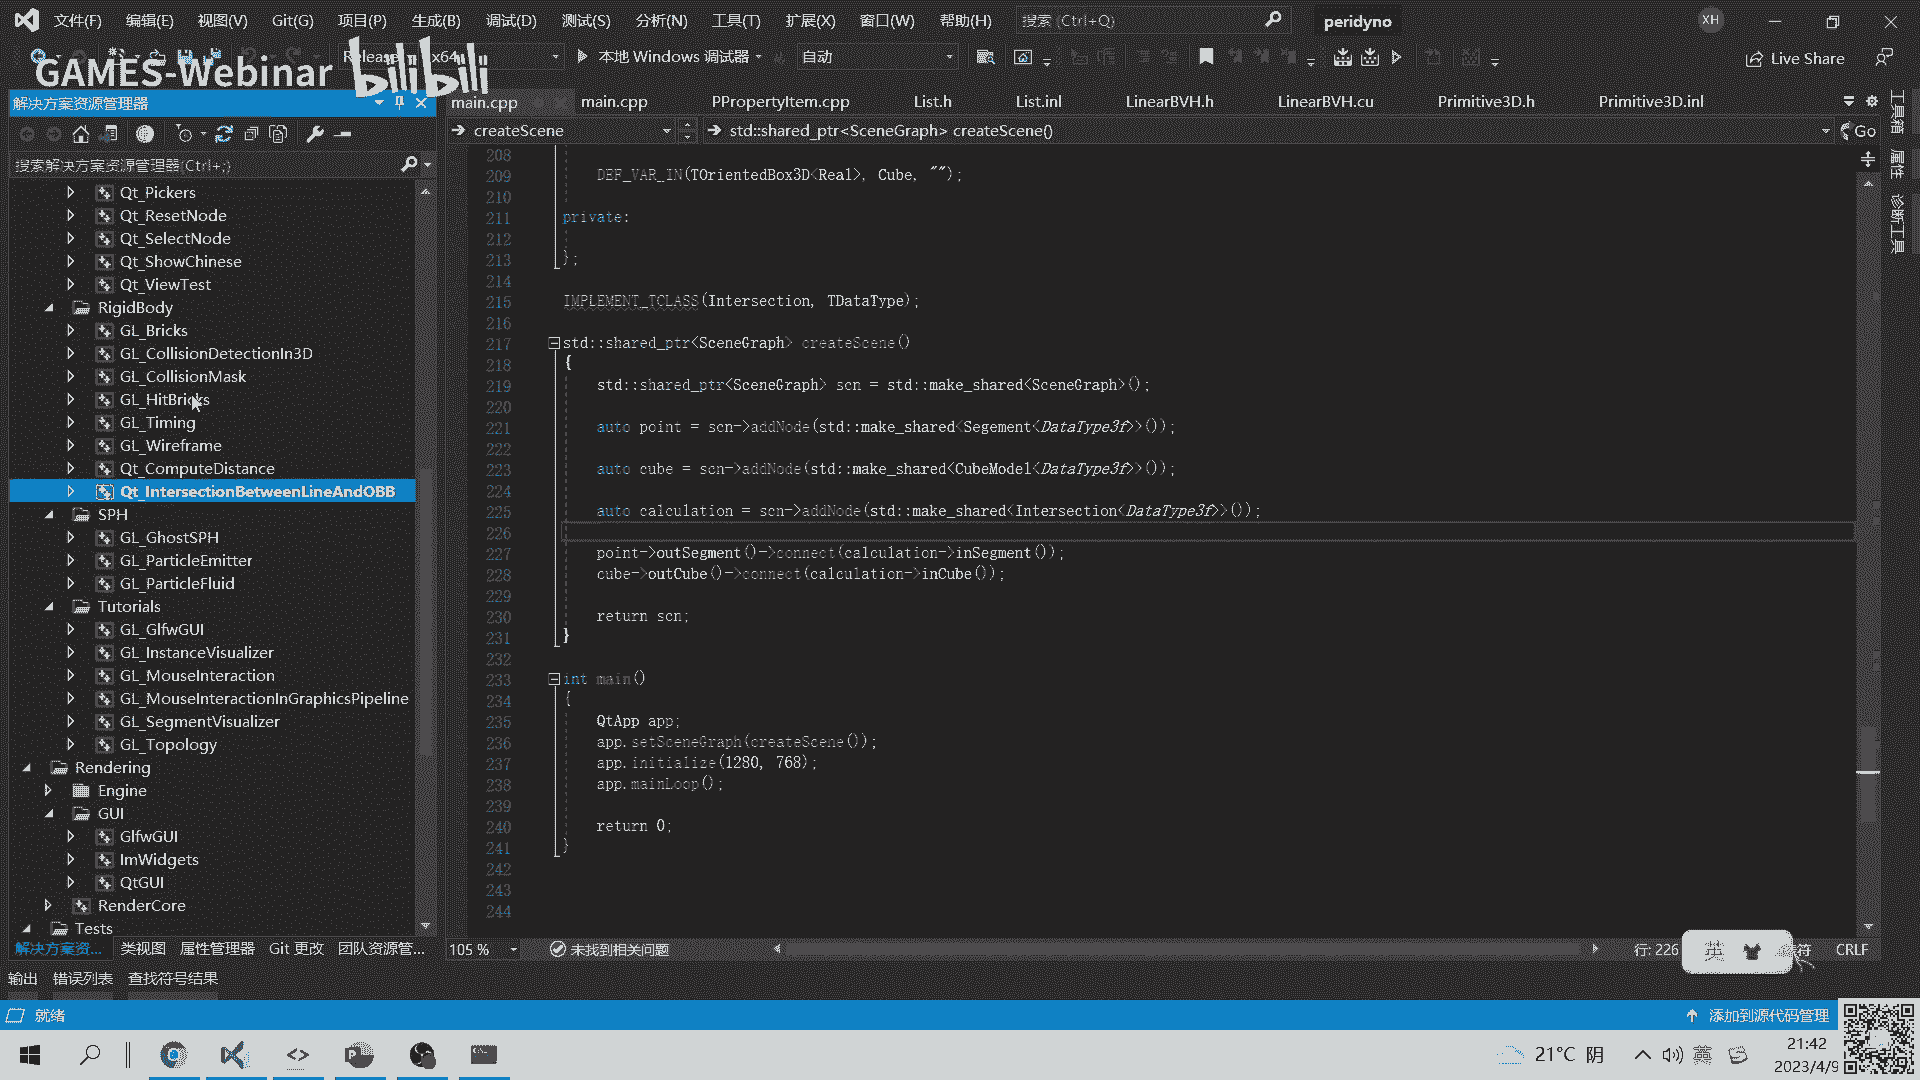 文件(F) 编辑(E) 视图(V) Git(G) 项目(P) 生成(B) 调试(D) 测试(S) 分析(N) 工具(T) 扩展(X) 窗口(W) 帮助(H) 搜索 (Ctrl+Q) peridyno XH
Release x64 本地 Windows 调试器 自动 Live Share
GAMES-Webinar bilibili
解决方案资源管理器
main.cpp main.cpp PPropertyItem.cpp List.h List.inl LinearBVH.h LinearBVH.cu Primitive3D.h Primitive3D.inl
createScene std::shared_ptr<SceneGraph> createScene() Go
搜索解决方案资源管理器(Ctrl+;)
Qt_Pickers
Qt_ResetNode
Qt_SelectNode
Qt_ShowChinese
Qt_ViewTest
RigidBody
GL_Bricks
GL_CollisionDetectionIn3D
GL_CollisionMask
GL_HitBricks
GL_Timing
GL_Wireframe
Qt_ComputeDistance
Qt_IntersectionBetweenLineAndOBB
SPH
GL_GhostSPH
GL_ParticleEmitter
GL_ParticleFluid
Tutorials
GL_GlfwGUI
GL_InstanceVisualizer
GL_MouseInteraction
GL_MouseInteractionInGraphicsPipeline
GL_SegmentVisualizer
GL_Topology
Rendering
Engine
GUI
GlfwGUI
ImWidgets
QtGUI
RenderCore
Tests
解决方案资... 类视图 属性管理器 Git 更改 团队资源管...
208
209 DEF_VAR_IN(TOrientedBox3D<Real>, Cube, "");
210
211 private:
212
213 };
214
215 IMPLEMENT_TCLASS(Intersection, TDataType);
216
217 std::shared_ptr<SceneGraph> createScene()
218 {
219 std::shared_ptr<SceneGraph> scn = std::make_shared<SceneGraph>();
220
221 auto point = scn->addNode(std::make_shared<Segement<DataType3f>>());
222
223 auto cube = scn->addNode(std::make_shared<CubeModel<DataType3f>>());
224
225 auto calculation = scn->addNode(std::make_shared<Intersection<DataType3f>>());
226
227 point->outSegment()->connect(calculation->inSegment());
228 cube->outCube()->connect(calculation->inCube());
229
230 return scn;
231 }
232
233 int main()
234 {
235 QtApp app;
236 app.setSceneGraph(createScene());
237 app.initialize(1280, 768);
238 app.mainLoop();
239
240 return 0;
241 }
242
243
244
工具箱
属性
诊断工具
105 % 未找到相关问题 行: 226 英 符 CRLF
输出 错误列表 查找符号结果
就绪 添加到源代码管理
21°C 阴 英 21:42
2023/4/9